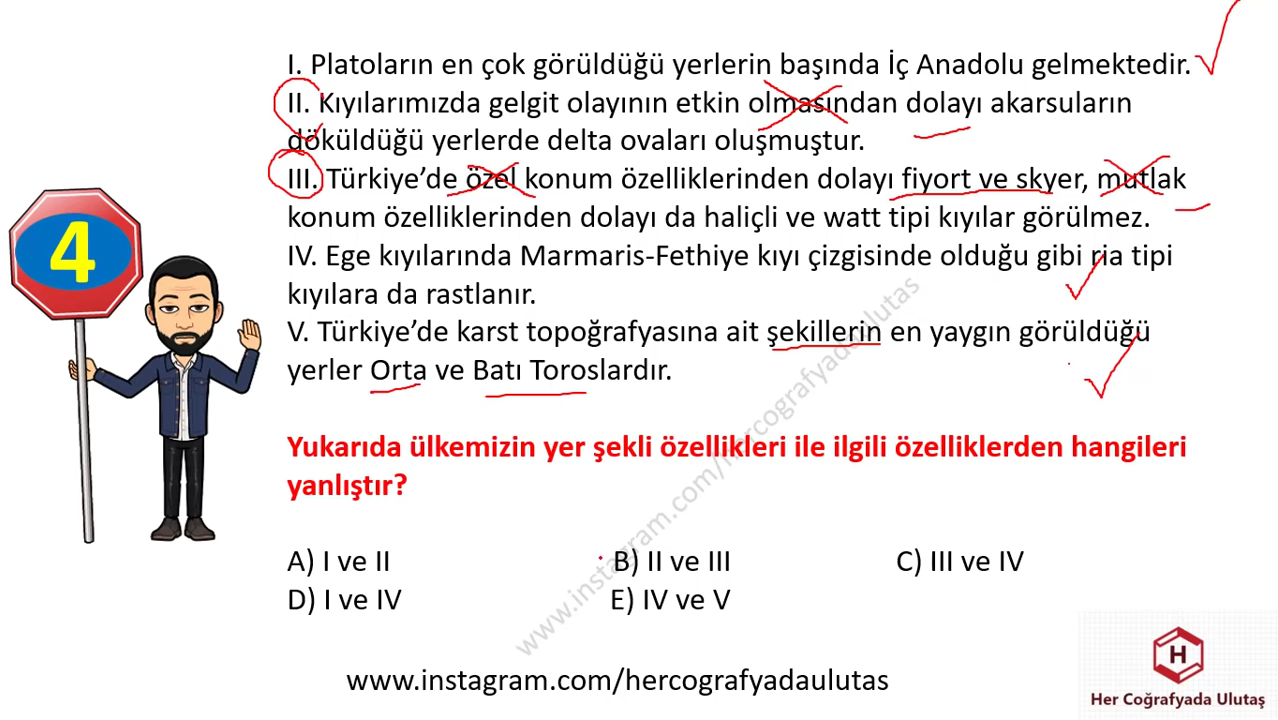 I. Platoların en çok görüldüğü yerlerin başında İç Anadolu gelmektedir.
II. Kıyılarımızda gelgit olayının etkin olmasından dolayı akarsuların
döküldüğü yerlerde delta ovaları oluşmuştur.
III. Türkiye’de özel konum özelliklerinden dolayı fiyort ve skyer, mutlak
konum özelliklerinden dolayı da haliçli ve watt tipi kıyılar görülmez.
IV. Ege kıyılarında Marmaris-Fethiye kıyı çizgisinde olduğu gibi ria tipi
kıyılara da rastlanır.
V. Türkiye’de karst topoğrafyasına ait şekillerin en yaygın görüldüğü
yerler Orta ve Batı Toroslardır.
4
Yukarıda ülkemizin yer şekli özellikleri ile ilgili özelliklerden hangileri
yanlıştır?
A) I ve II B) II ve III C) III ve IV
D) I ve IV E) IV ve V
www.instagram.com/hercografyadaulutas
www.instagram.com/hercografyadaulutas
H
Her Coğrafyada Ulutaş